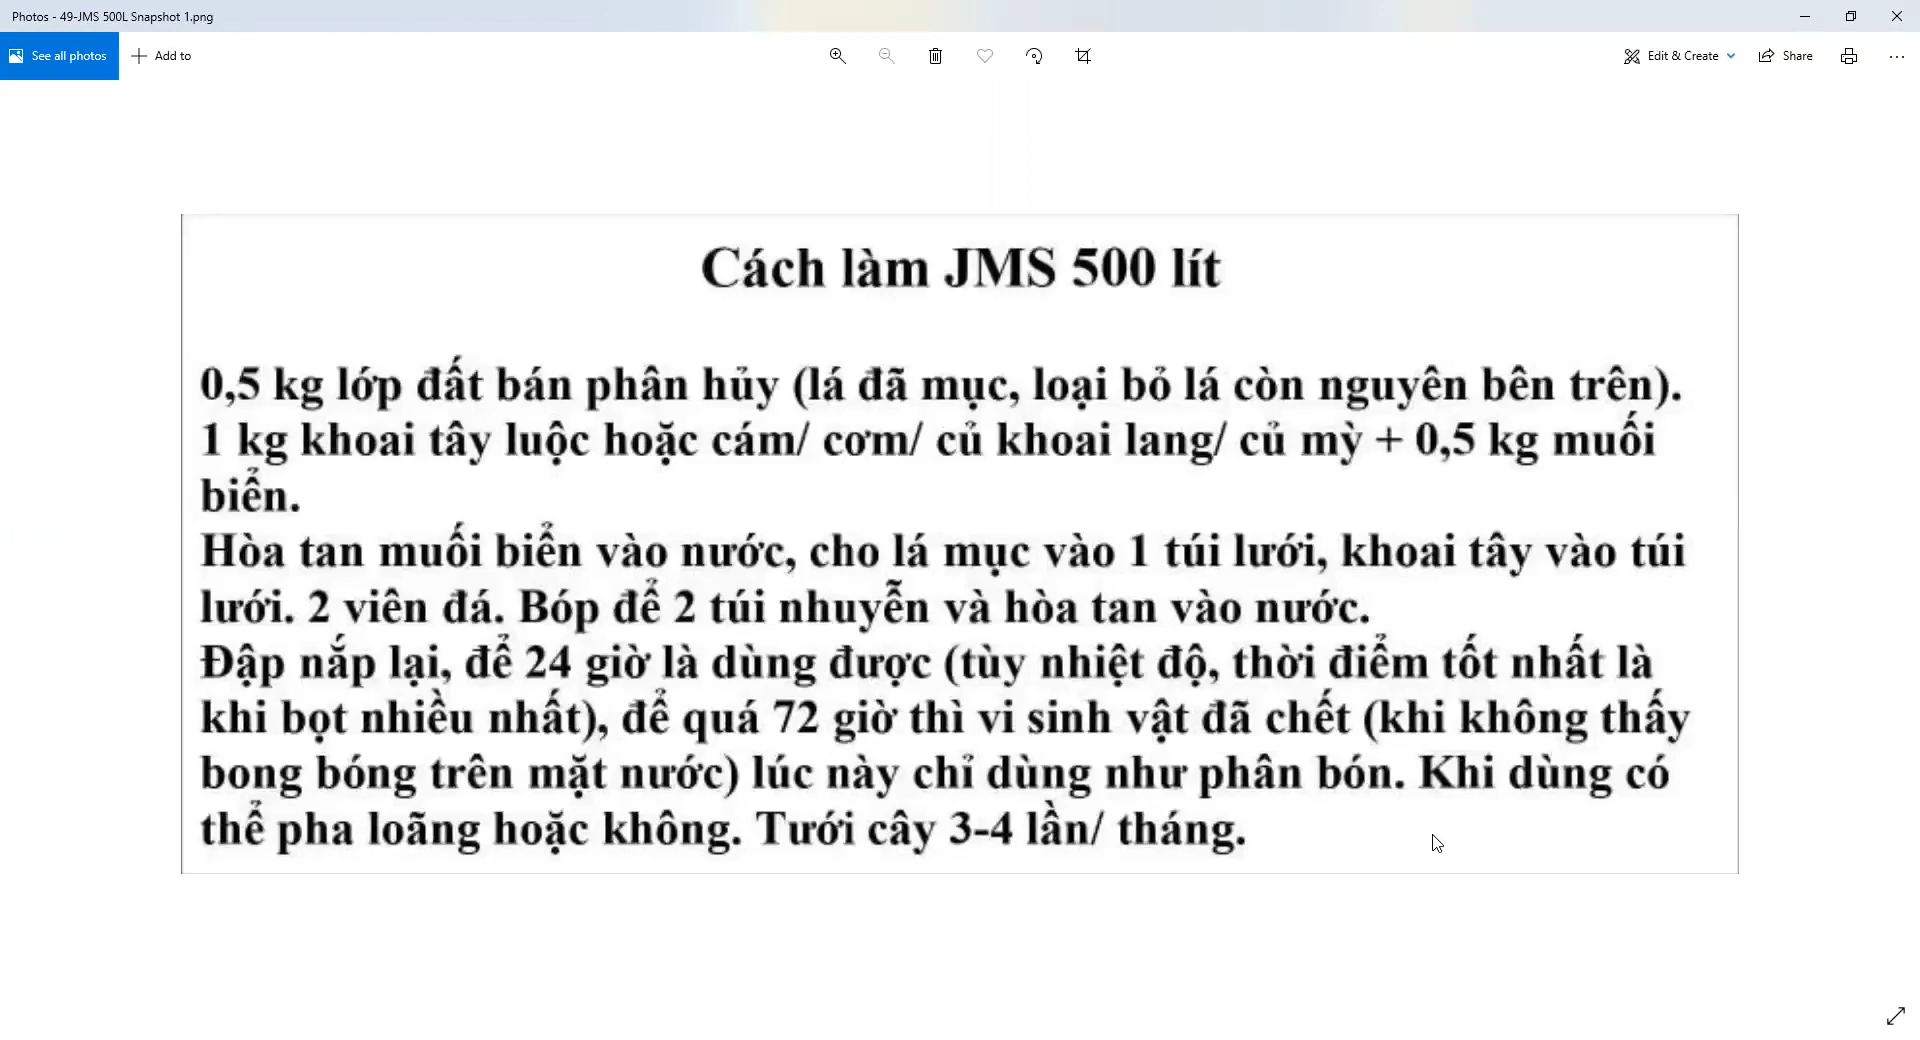 Photos - 49-JMS 500L Snapshot 1.png
See all photos
Add to
Edit & Create
Share
Cách làm JMS 500 lít
0,5 kg lớp đất bán phân hủy (lá đã mục, loại bỏ lá còn nguyên bên trên).
1 kg khoai tây luộc hoặc cám/ cơm/ củ khoai lang/ củ mỳ + 0,5 kg muối
biển.
Hòa tan muối biển vào nước, cho lá mục vào 1 túi lưới, khoai tây vào túi
lưới. 2 viên đá. Bóp để 2 túi nhuyễn và hòa tan vào nước.
Đập nắp lại, để 24 giờ là dùng được (tùy nhiệt độ, thời điểm tốt nhất là
khi bọt nhiều nhất), để quá 72 giờ thì vi sinh vật đã chết (khi không thấy
bong bóng trên mặt nước) lúc này chỉ dùng như phân bón. Khi dùng có
thể pha loãng hoặc không. Tưới cây 3-4 lần/ tháng.